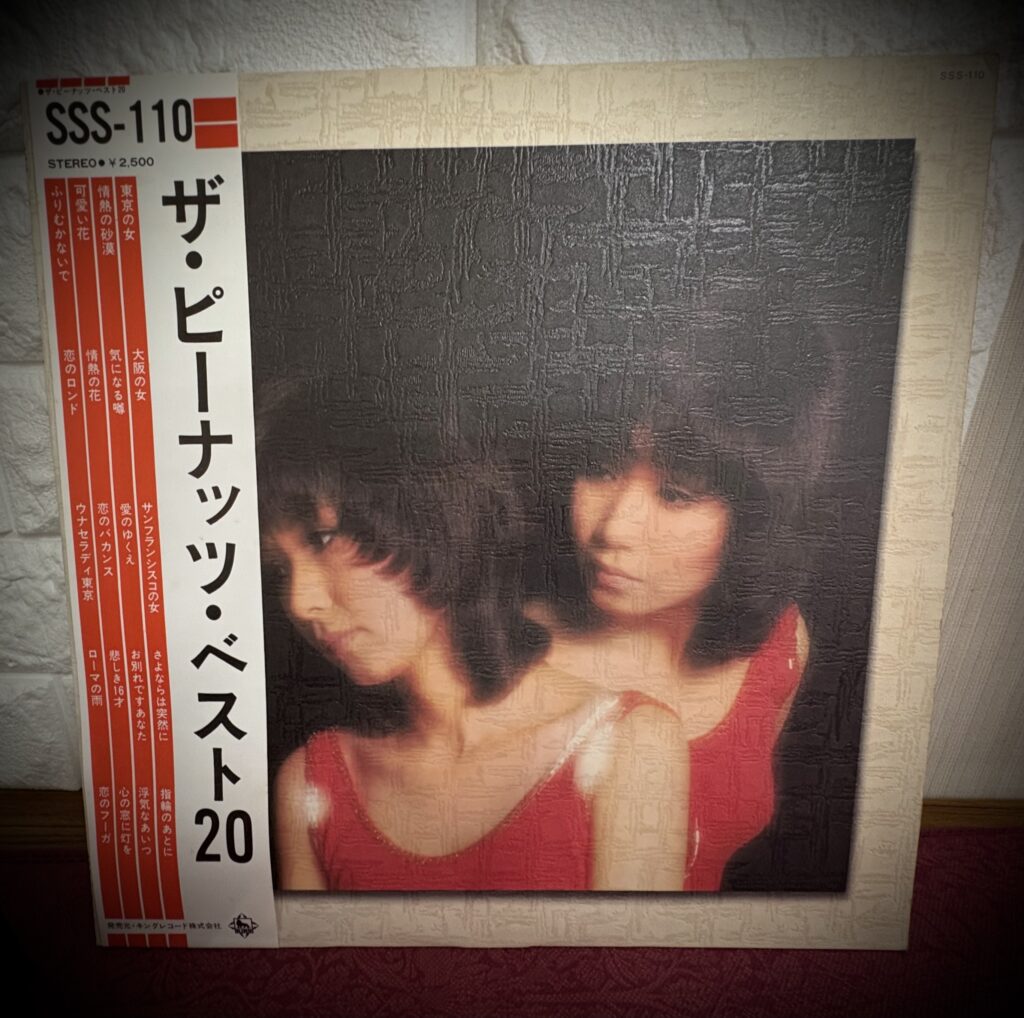 ●ザ・ピーナッツ・ベスト20
SSS-110
STEREO●￥2,500
ザ・ピーナッツ・ベスト20
東京の女
大阪の女
サンフランシスコの女
さよならは突然に
指輪のあとに
情熱の砂漠
気になる噂
愛のゆくえ
お別れですあなた
浮気なあいつ
可愛い花
情熱の花
恋のバカンス
悲しき16才
心の窓に灯を
ふりむかないで
恋のロンド
ウナセラディ東京
ローマの雨
恋のフーガ
発売元・キングレコード株式会社
SSS-110